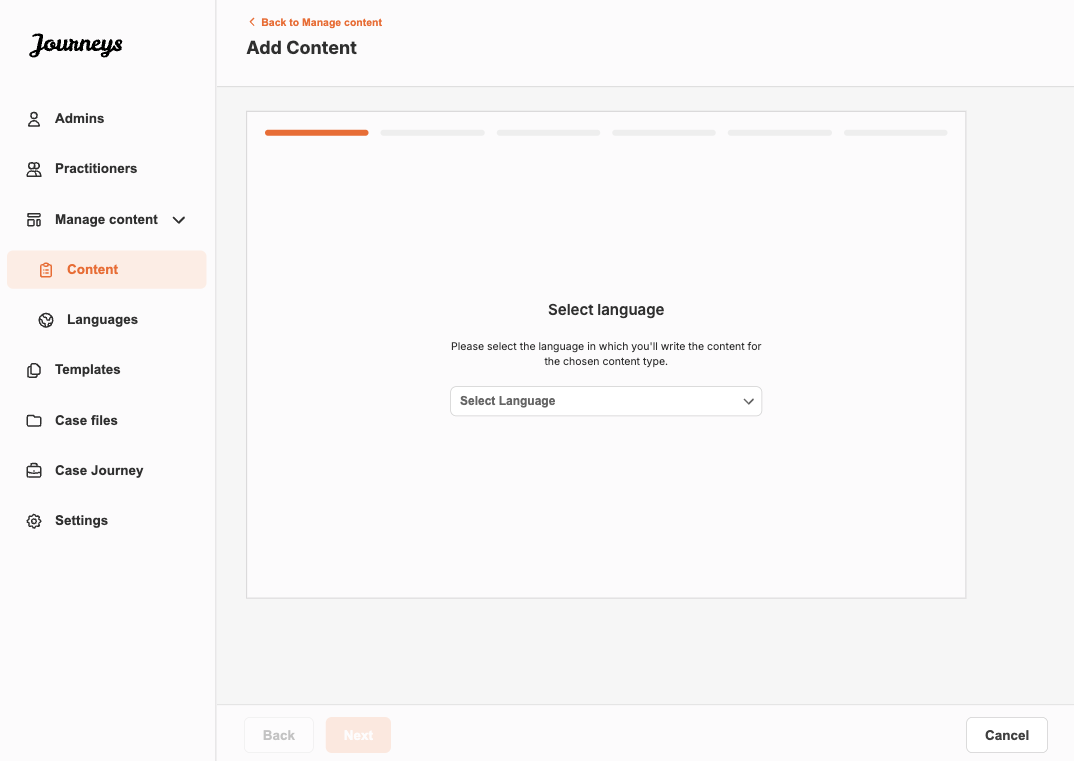 Journeys
Admins
Practitioners
Manage content
Content
Languages
Templates
Case files
Case Journey
Settings
Back to Manage content
Add Content
Select language
Please select the language in which you'll write the content for
the chosen content type.
Select Language
Back
Next
Cancel